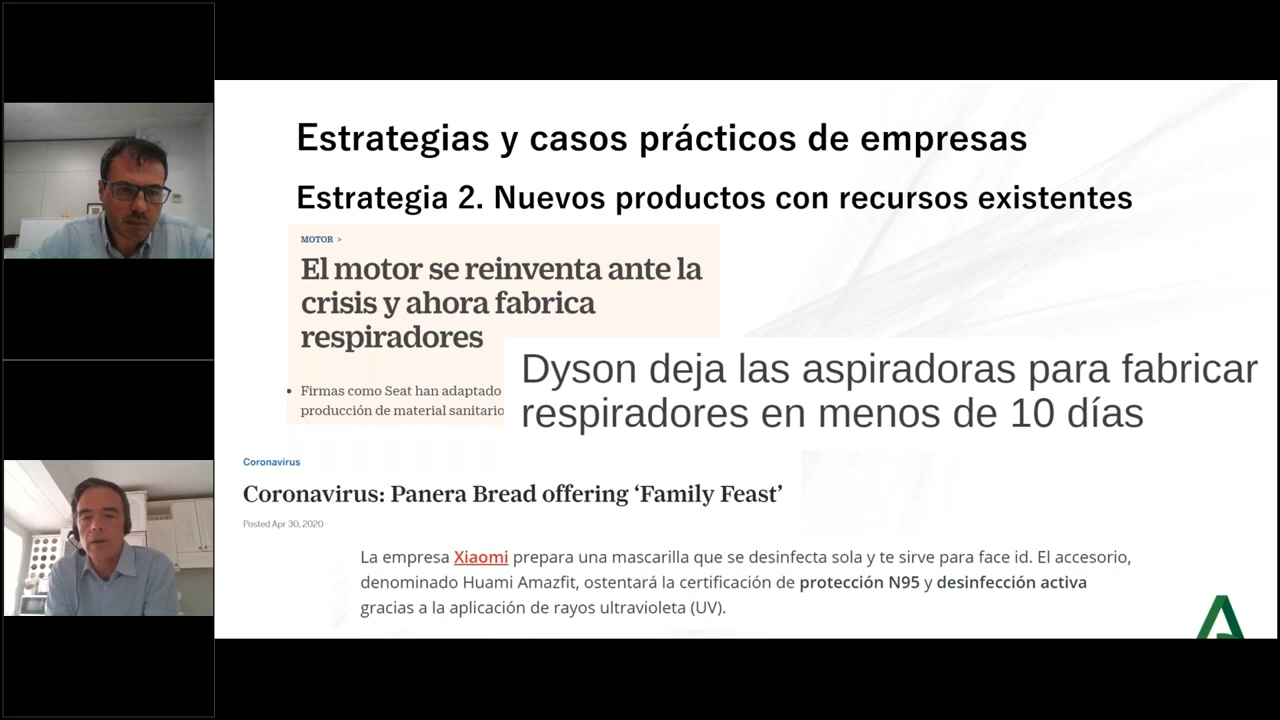 Estrategias y casos prácticos de empresas
Estrategia 2. Nuevos productos con recursos existentes
MOTOR >
El motor se reinventa ante la
crisis y ahora fabrica
respiradores
• Firmas como Seat han adaptado
producción de material sanitario
Dyson deja las aspiradoras para fabricar
respiradores en menos de 10 días
Coronavirus
Coronavirus: Panera Bread offering ‘Family Feast’
Posted Apr 30, 2020
La empresa Xiaomi prepara una mascarilla que se desinfecta sola y te sirve para face id. El accesorio,
denominado Huami Amazfit, ostentará la certificación de protección N95 y desinfección activa
gracias a la aplicación de rayos ultravioleta (UV).